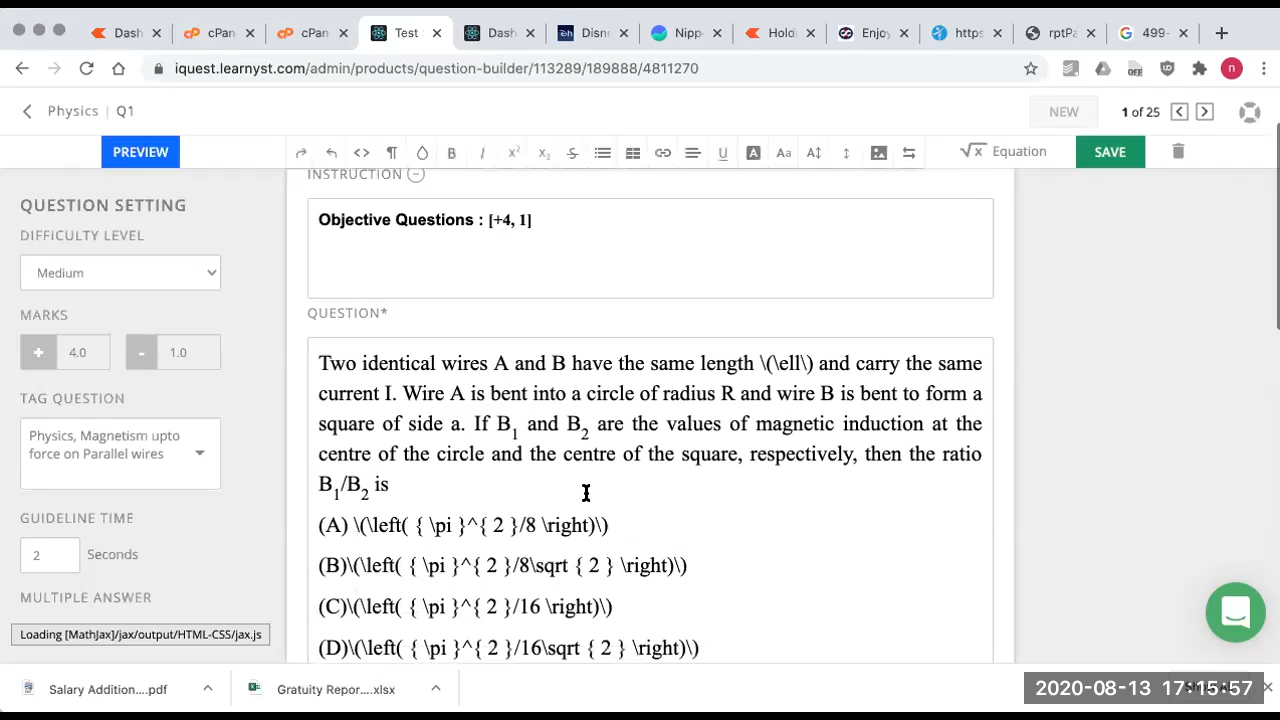 Dash
cPan
cPan
Test
Dash
Disne
Nipp
Hold
Enjoy
https
rptPa
499-
iquest.learnyst.com/admin/products/question-builder/113289/189888/4811270
OFF
n
Physics | Q1
NEW
1 of 25
PREVIEW
Equation
SAVE
INSTRUCTION
QUESTION SETTING
DIFFICULTY LEVEL
Medium
MARKS
+ 4.0 - 1.0
TAG QUESTION
Physics, Magnetism upto
force on Parallel wires
GUIDELINE TIME
2 Seconds
MULTIPLE ANSWER
Loading [MathJax]/jax/output/HTML-CSS/jax.js
Objective Questions : [+4, 1]
QUESTION*
Two identical wires A and B have the same length \(\ell\) and carry the same
current I. Wire A is bent into a circle of radius R and wire B is bent to form a
square of side a. If B1 and B2 are the values of magnetic induction at the
centre of the circle and the centre of the square, respectively, then the ratio
B1/B2 is
(A) \(\left( { \pi }^{ 2 }/8 \right)\)
(B)\(\left( { \pi }^{ 2 }/8\sqrt { 2 } \right)\)
(C)\(\left( { \pi }^{ 2 }/16 \right)\)
(D)\(\left( { \pi }^{ 2 }/16\sqrt { 2 } \right)\)
Salary Addition....pdf
Gratuity Repor....xlsx
2020-08-13 17:15:57